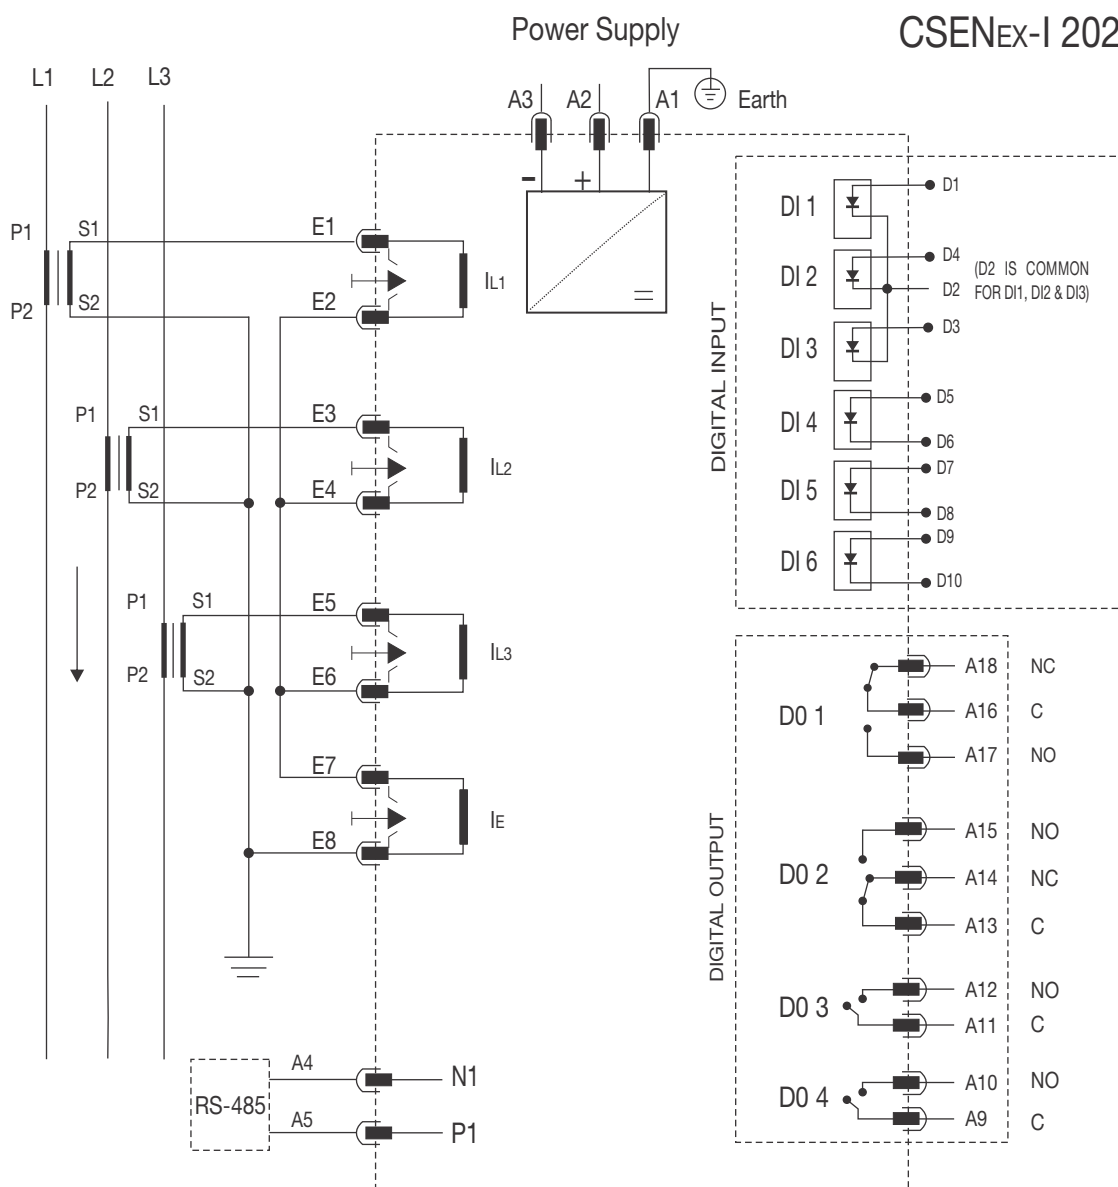 Power Supply
CSENEX-I 202
L1 L2 L3
A3 A2 A1 Earth
- +
P1 S1 E1
P2 S2 E2
IL1
P1 S1 E3
P2 S2 E4
IL2
P1 S1 E5
P2 S2 E6
IL3
E7
E8
IE
RS-485
A4 N1
A5 P1
DIGITAL INPUT
DI 1 D1
DI 2 D4
D2 (D2 IS COMMON
FOR DI1, DI2 & DI3)
DI 3 D3
DI 4 D5
D6
DI 5 D7
D8
DI 6 D9
D10
DIGITAL OUTPUT
D0 1
A18 NC
A16 C
A17 NO
D0 2
A15 NO
A14 NC
A13 C
D0 3
A12 NO
A11 C
D0 4
A10 NO
A9 C